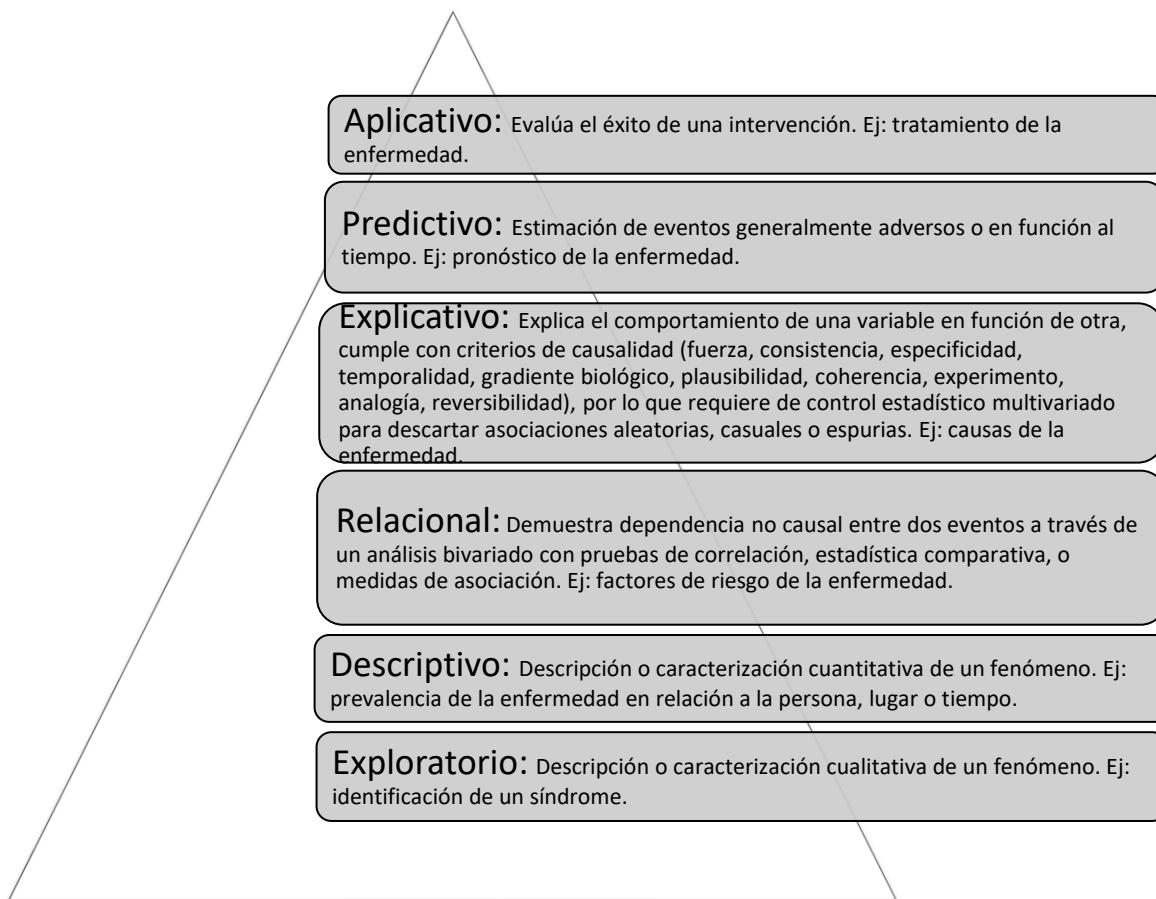 Aplicativo: Evalúa el éxito de una intervención. Ej: tratamiento de la
enfermedad.
Predictivo: Estimación de eventos generalmente adversos o en función al
tiempo. Ej: pronóstico de la enfermedad.
Explicativo: Explica el comportamiento de una variable en función de otra,
cumple con criterios de causalidad (fuerza, consistencia, especificidad,
temporalidad, gradiente biológico, plausibilidad, coherencia, experimento,
analogía, reversibilidad), por lo que requiere de control estadístico multivariado
para descartar asociaciones aleatorias, casuales o espurias. Ej: causas de la
enfermedad.
Relacional: Demuestra dependencia no causal entre dos eventos a través de
un análisis bivariado con pruebas de correlación, estadística comparativa, o
medidas de asociación. Ej: factores de riesgo de la enfermedad.
Descriptivo: Descripción o caracterización cuantitativa de un fenómeno. Ej:
prevalencia de la enfermedad en relación a la persona, lugar o tiempo.
Exploratorio: Descripción o caracterización cualitativa de un fenómeno. Ej:
identificación de un síndrome.